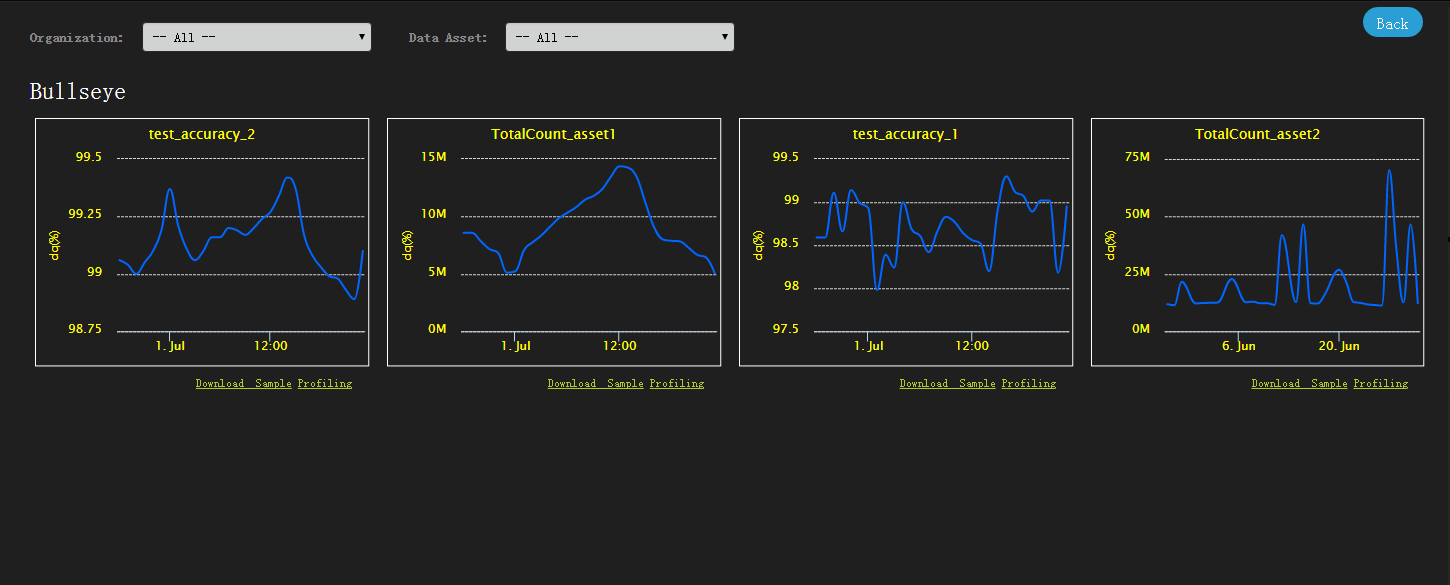 Back
Organization: -- All -- Data Asset: -- All --
Bullseye
test_accuracy_2
99.5
99.25
99
98.75
dq(%)
1. Jul 12:00
Download Sample Profiling
TotalCount_asset1
15M
10M
5M
0M
dq(%)
1. Jul 12:00
Download Sample Profiling
test_accuracy_1
99.5
99
98.5
98
97.5
dq(%)
1. Jul 12:00
Download Sample Profiling
TotalCount_asset2
75M
50M
25M
0M
dq(%)
6. Jun 20. Jun
Download Sample Profiling